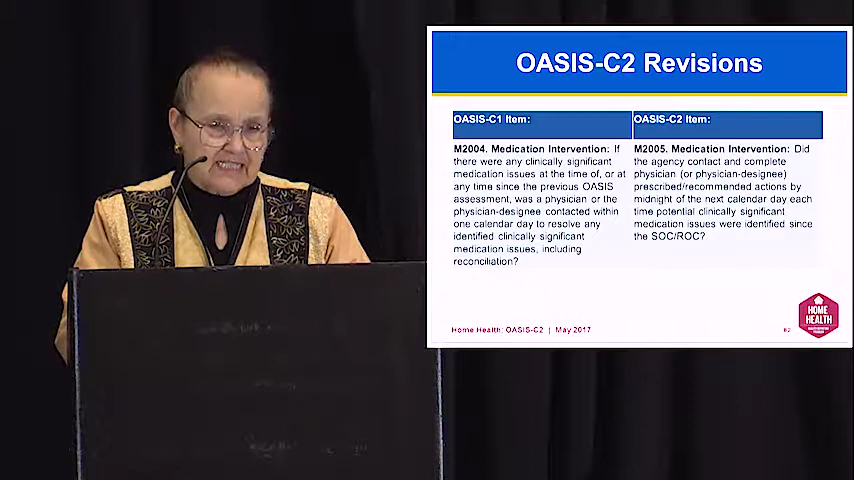 OASIS-C2 Revisions
OASIS-C1 Item:
OASIS-C2 Item:
M2004. Medication Intervention: If
there were any clinically significant
medication issues at the time of, or at
any time since the previous OASIS
assessment, was a physician or the
physician-designee contacted within
one calendar day to resolve any
identified clinically significant
medication issues, including
reconciliation?
M2005. Medication Intervention: Did
the agency contact and complete
physician (or physician-designee)
prescribed/recommended actions by
midnight of the next calendar day each
time potential clinically significant
medication issues were identified since
the SOC/ROC?
Home Health: OASIS-C2 | May 2017
62
HOME
HEALTH